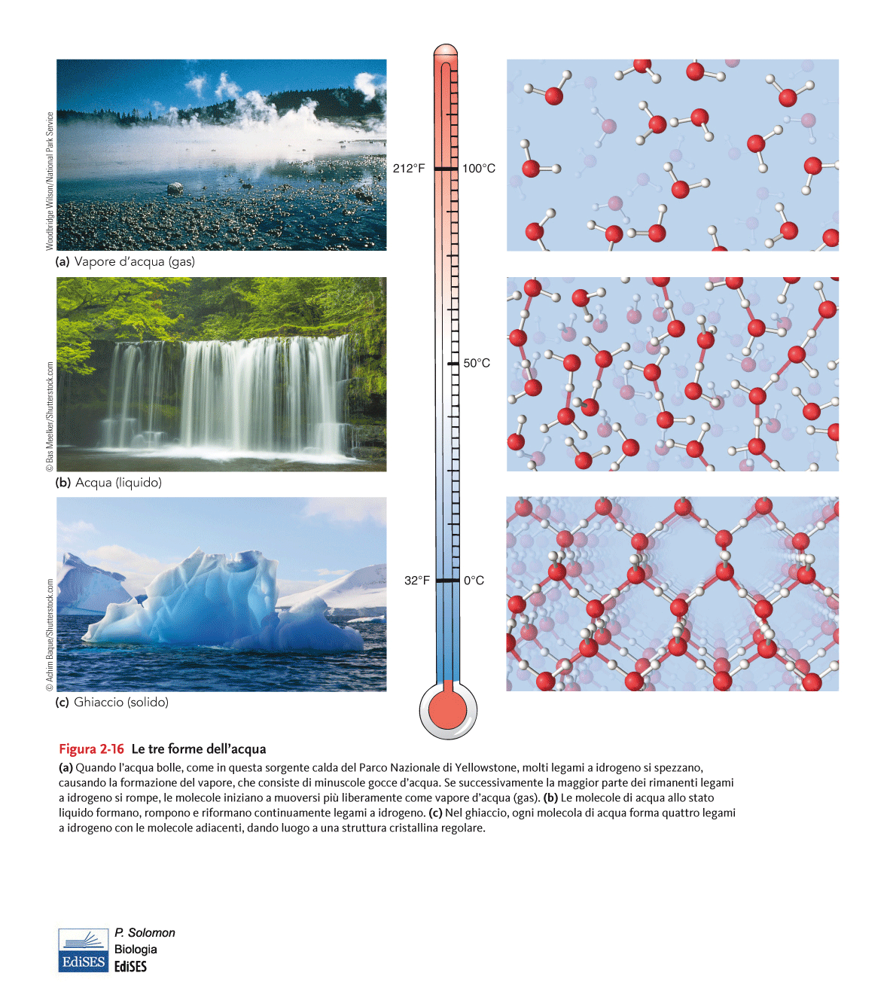 Woodbridge Wilson/National Park Service
212°F
100°C
(a) Vapore d'acqua (gas)
© Bas Meelker/Shutterstock.com
50°C
(b) Acqua (liquido)
© Achim Baque/Shutterstock.com
32°F
0°C
(c) Ghiaccio (solido)
Figura 2-16 Le tre forme dell'acqua
(a) Quando l'acqua bolle, come in questa sorgente calda del Parco Nazionale di Yellowstone, molti legami a idrogeno si spezzano,
causando la formazione del vapore, che consiste di minuscole gocce d'acqua. Se successivamente la maggior parte dei rimanenti legami
a idrogeno si rompe, le molecole iniziano a muoversi più liberamente come vapore d'acqua (gas). (b) Le molecole di acqua allo stato
liquido formano, rompono e riformano continuamente legami a idrogeno. (c) Nel ghiaccio, ogni molecola di acqua forma quattro legami
a idrogeno con le molecole adiacenti, dando luogo a una struttura cristallina regolare.
EdiSES
P. Solomon
Biologia
EdiSES